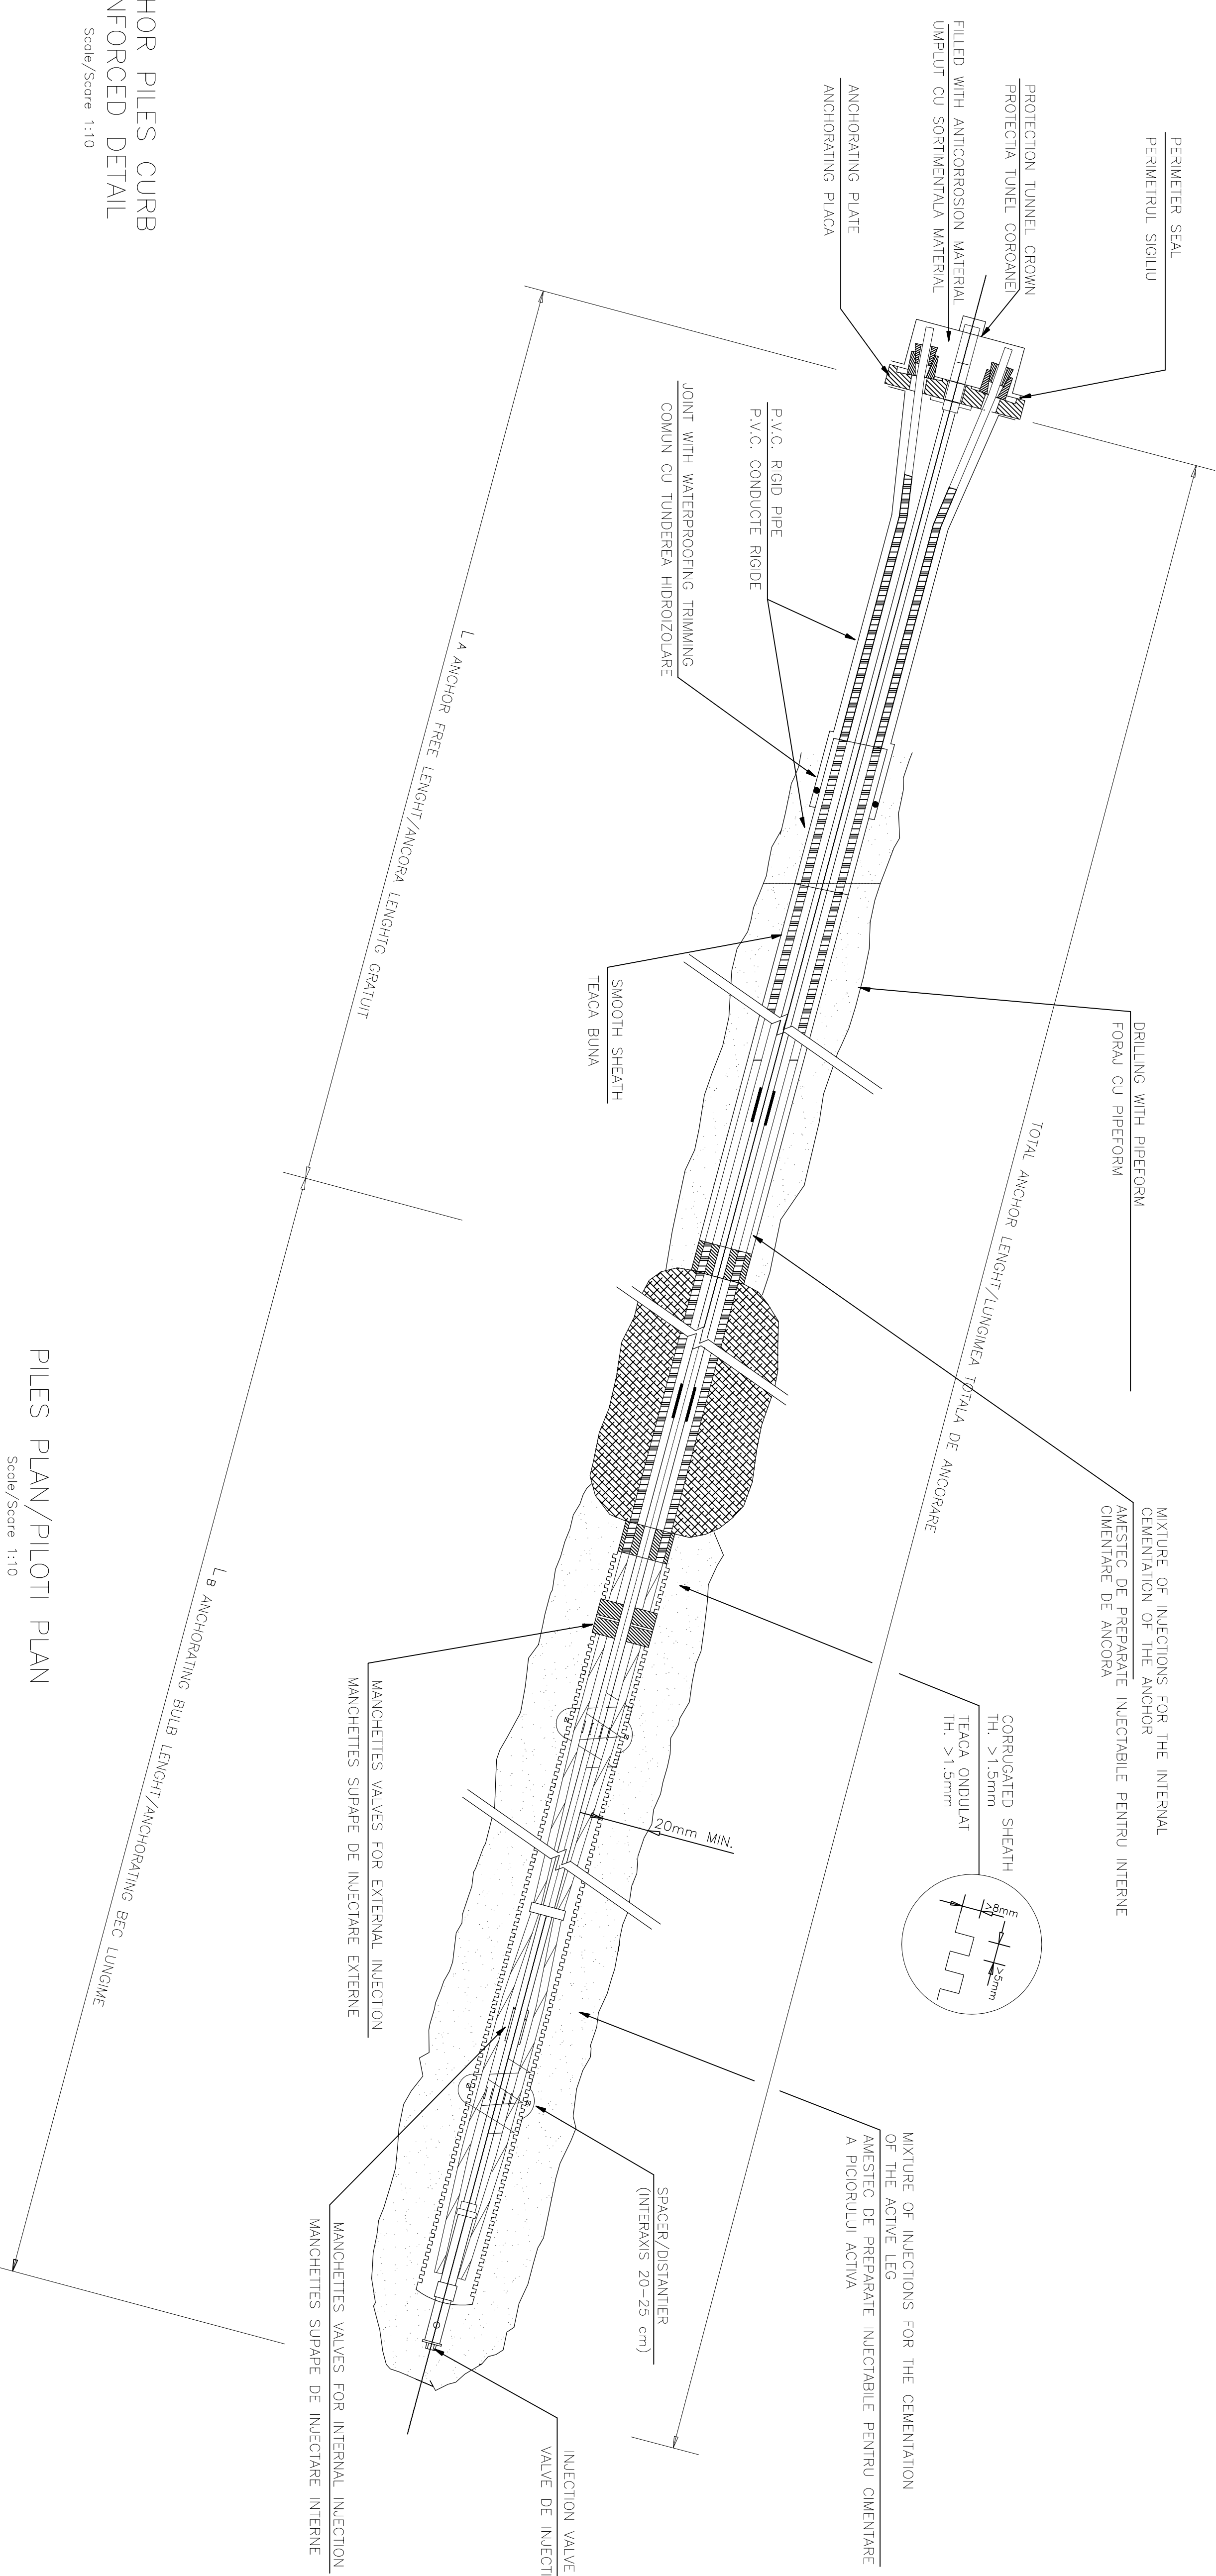 PERIMETER SEAL
PERIMETRUL SIGILIU
PROTECTION TUNNEL CROWN
PROTECTIA TUNEL COROANEI
FILLED WITH ANTICORROSION MATERIAL
UMPLUT CU SORTIMENTALA MATERIAL
ANCHORATING PLATE
ANCHORATING PLACA
P.V.C. RIGID PIPE
P.V.C. CONDUCTE RIGIDE
JOINT WITH WATERPROOFING TRIMMING
COMUN CU TUNDEREA HIDROIZOLARE
SMOOTH SHEATH
TEACA BUNA
DRILLING WITH PIPEFORM
FORAJ CU PIPEFORM
TOTAL ANCHOR LENGHT/LUNGIMEA TOTALA DE ANCORARE
LA ANCHOR FREE LENGHT/ANCORA LENGHTG GRATUIT
LB ANCHORATING BULB LENGHT/ANCHORATING BEC LUNGIME
MIXTURE OF INJECTIONS FOR THE INTERNAL
CEMENTATION OF THE ANCHOR
AMESTEC DE PREPARATE INJECTABILE PENTRU INTERNE
CIMENTARE DE ANCORA
CORRUGATED SHEATH
TH. >1.5mm
TEACA ONDULAT
TH. >1.5mm
>8mm
>5mm
20mm MIN.
MANCHETTES VALVES FOR EXTERNAL INJECTION
MANCHETTES SUPAPE DE INJECTARE EXTERNE
MIXTURE OF INJECTIONS FOR THE CEMENTATION
OF THE ACTIVE LEG
AMESTEC DE PREPARATE INJECTABILE PENTRU CIMENTARE
A PICIORULUI ACTIVA
SPACER/DISTANTIER
(INTERAXIS 20-25 cm)
MANCHETTES VALVES FOR INTERNAL INJECTION
MANCHETTES SUPAPE DE INJECTARE INTERNE
INJECTION VALVE
VALVE DE INJECTI
HOR PILES CURB
NFORCED DETAIL
Scale/Scare 1:10
PILES PLAN/PILOTI PLAN
Scale/Scare 1:10